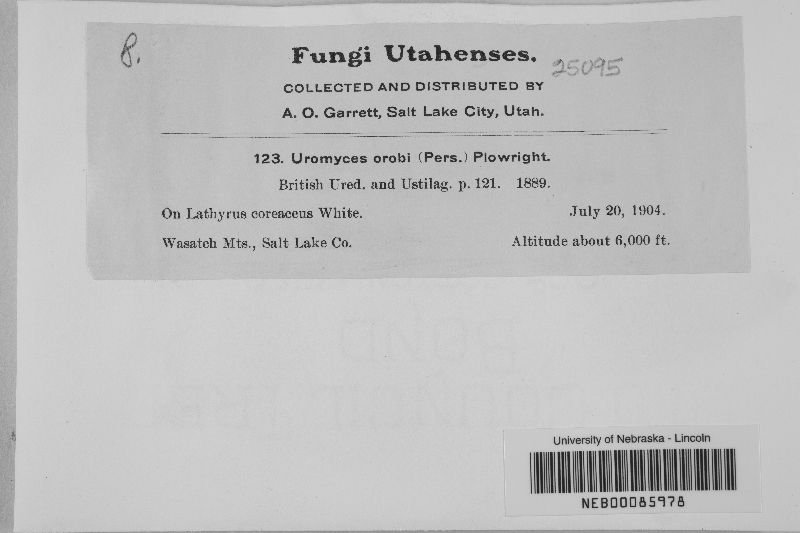 8.
Fungi Utahenses.
25095
COLLECTED AND DISTRIBUTED BY
A. O. Garrett, Salt Lake City, Utah.
123. Uromyces orobi (Pers.) Plowright.
British Ured. and Ustilag. p. 121. 1889.
On Lathyrus coreaceus White. July 20, 1904.
Wasatch Mts., Salt Lake Co. Altitude about 6,000 ft.
University of Nebraska - Lincoln
NEB00085978